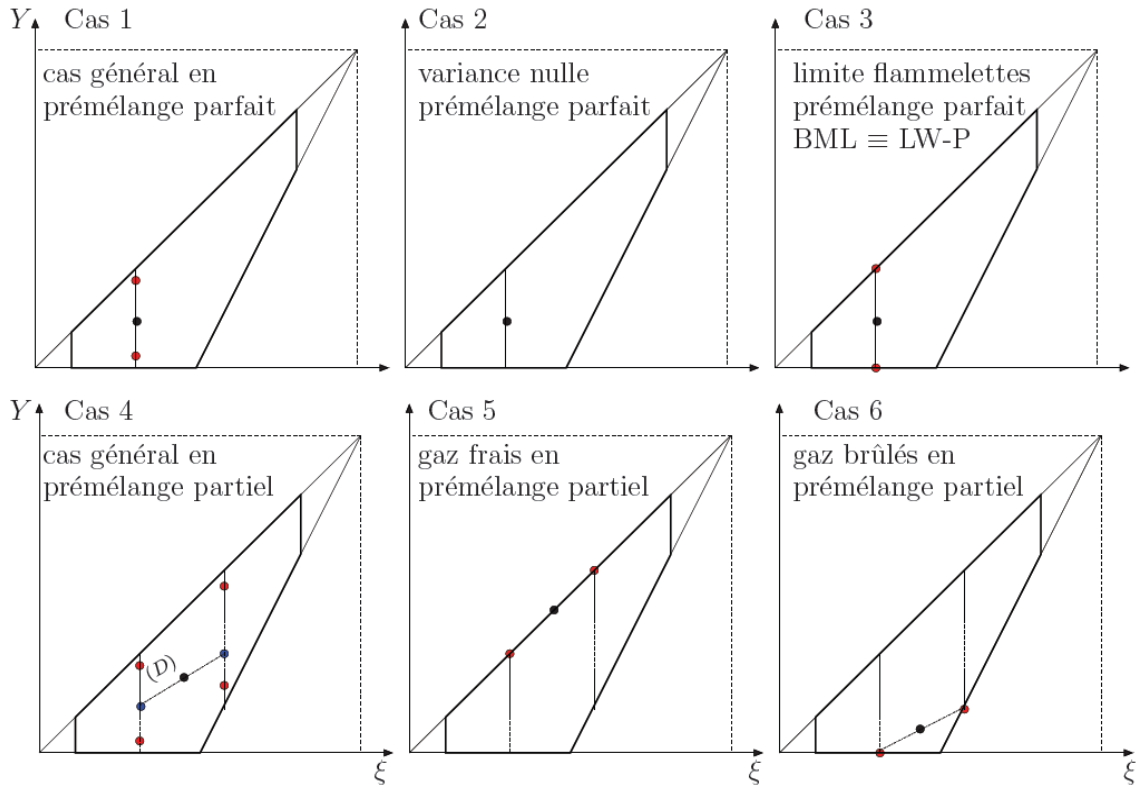 Y
Cas 1
cas général en
prémélange parfait
Cas 2
variance nulle
prémélange parfait
Cas 3
limite flammelettes
prémélange parfait
BML ≡ LW-P
Y
Cas 4
cas général en
prémélange partiel
(D)
ξ
Cas 5
gaz frais en
prémélange partiel
ξ
Cas 6
gaz brûlés en
prémélange partiel
ξ